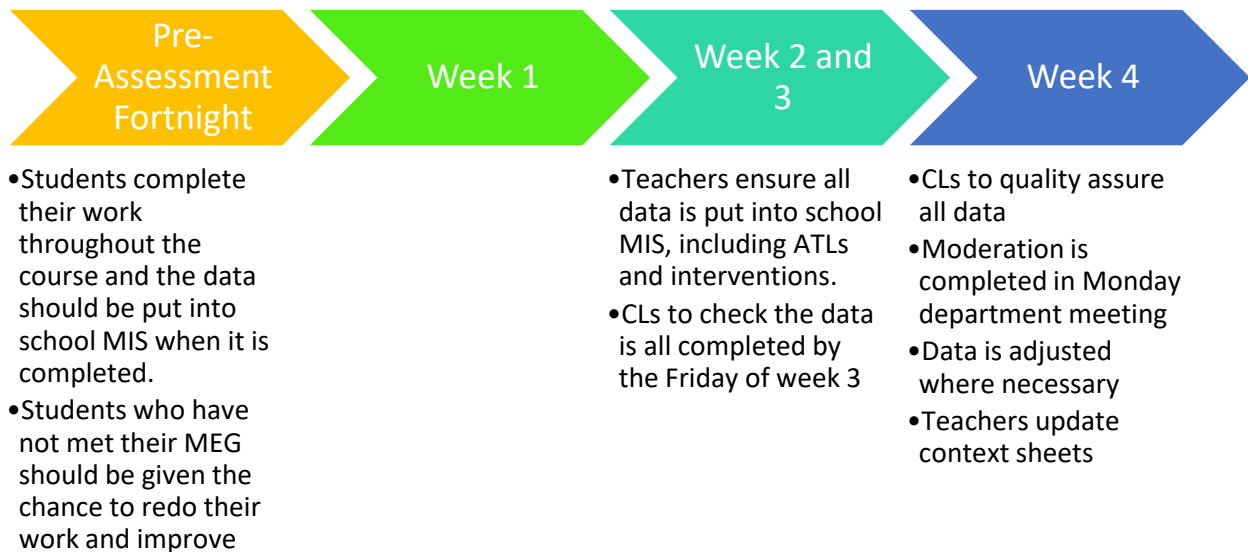 Pre-
Assessment
Fortnight
Week 1
Week 2 and
3
Week 4
•Students complete
their work
throughout the
course and the data
should be put into
school MIS when it is
completed.
•Students who have
not met their MEG
should be given the
chance to redo their
work and improve
•Teachers ensure all
data is put into school
MIS, including ATLs
and interventions.
•CLs to check the data
is all completed by
the Friday of week 3
•CLs to quality assure
all data
•Moderation is
completed in Monday
department meeting
•Data is adjusted
where necessary
•Teachers update
context sheets